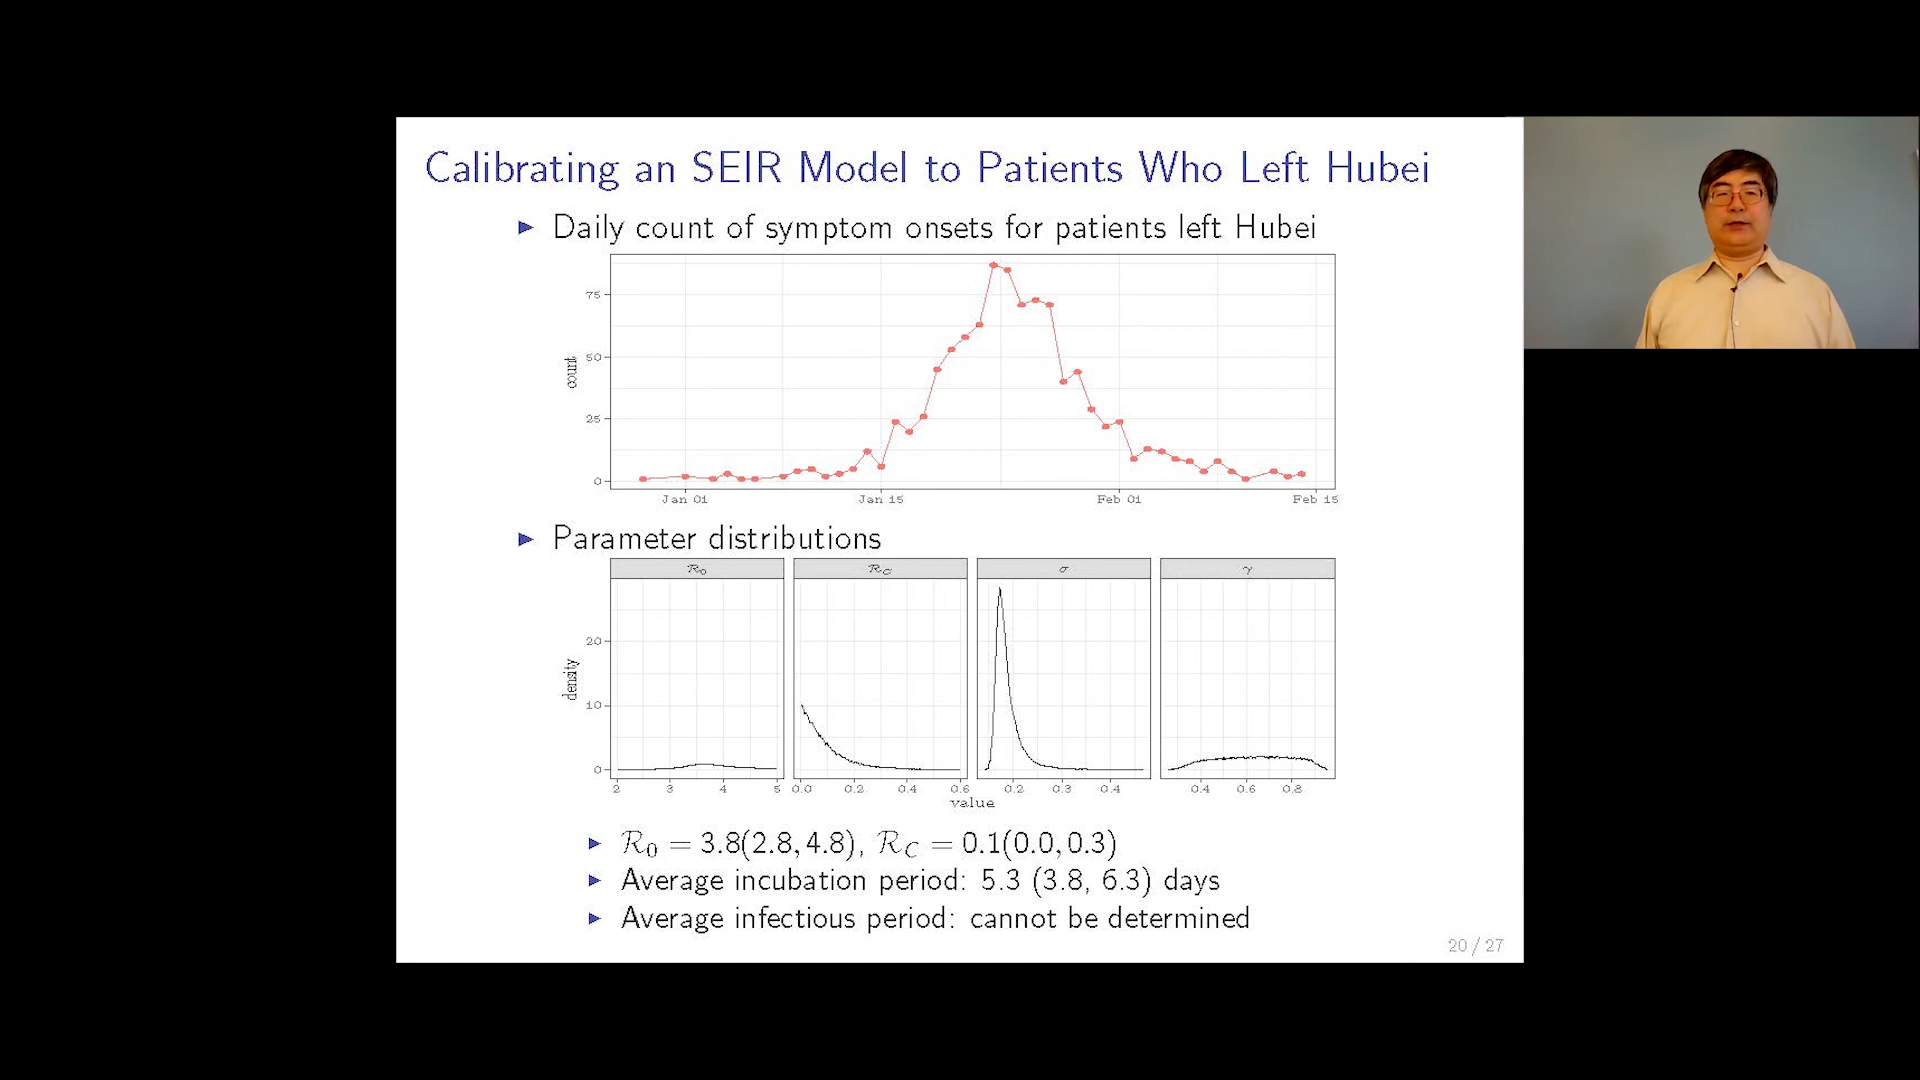 Calibrating an SEIR Model to Patients Who Left Hubei
▶ Daily count of symptom onsets for patients left Hubei
75
50
25
0
count
Jan 01 Jan 15 Feb 01 Feb 15
▶ Parameter distributions
R₀ R_C σ γ
20
10
0
density
2 3 4 5 0.0 0.2 0.4 0.6 0.2 0.3 0.4 0.4 0.6 0.8
value
▶ R₀ = 3.8(2.8, 4.8), R_C = 0.1(0.0, 0.3)
▶ Average incubation period: 5.3 (3.8, 6.3) days
▶ Average infectious period: cannot be determined
20 / 27